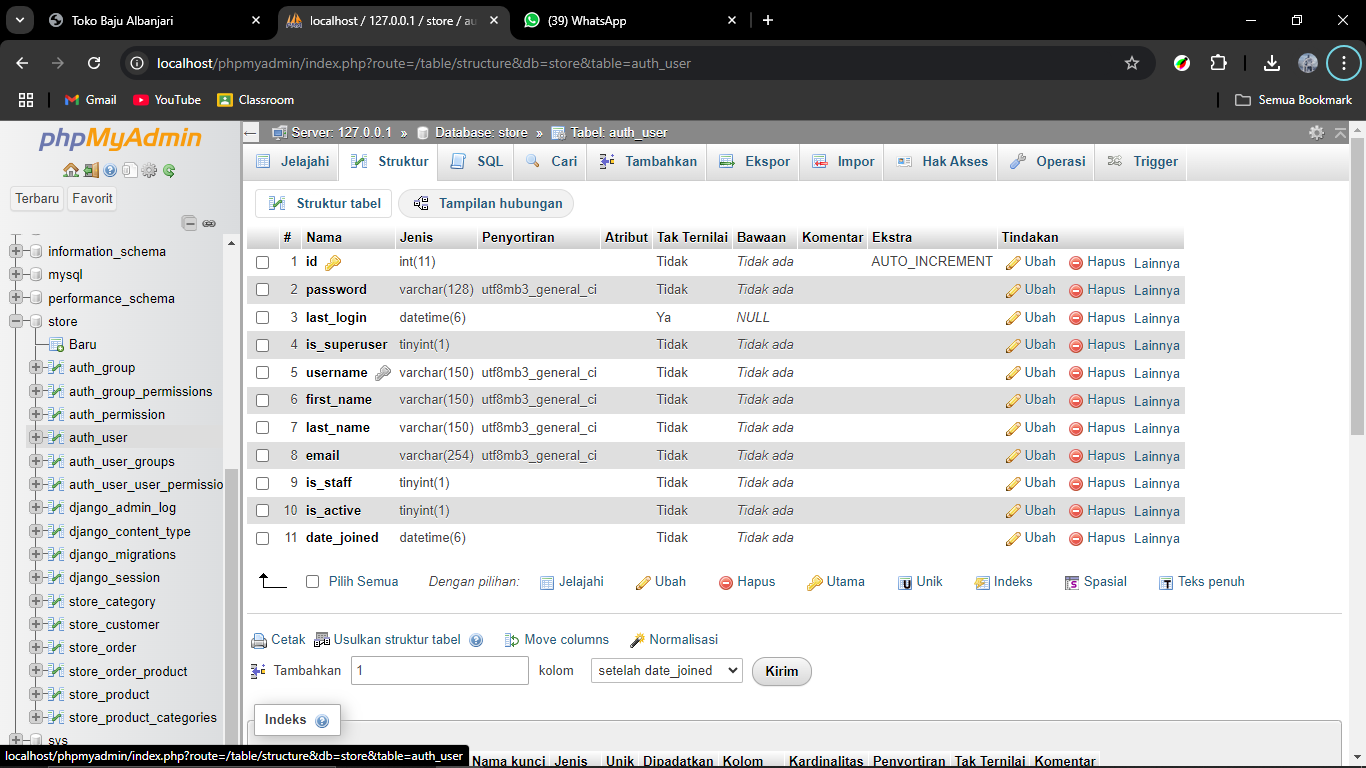 Toko Baju Albanjari
localhost / 127.0.0.1 / store / au
(39) WhatsApp
localhost/phpmyadmin/index.php?route=/table/structure&db=store&table=auth_user
Gmail YouTube Classroom Semua Bookmark
phpMyAdmin
Terbaru Favorit
information_schema
mysql
performance_schema
store
Baru
auth_group
auth_group_permissions
auth_permission
auth_user
auth_user_groups
auth_user_user_permissio
django_admin_log
django_content_type
django_migrations
django_session
store_category
store_customer
store_order
store_order_product
store_product
store_product_categories
sys
Server: 127.0.0.1 » Database: store » Tabel: auth_user
Jelajahi Struktur SQL Cari Tambahkan Ekspor Impor Hak Akses Operasi Trigger
Struktur tabel Tampilan hubungan
# Nama Jenis Penyortiran Atribut Tak Ternilai Bawaan Komentar Ekstra Tindakan
1 id int(11) Tidak Tidak ada AUTO_INCREMENT Ubah Hapus Lainnya
2 password varchar(128) utf8mb3_general_ci Tidak Tidak ada Ubah Hapus Lainnya
3 last_login datetime(6) Ya NULL Ubah Hapus Lainnya
4 is_superuser tinyint(1) Tidak Tidak ada Ubah Hapus Lainnya
5 username varchar(150) utf8mb3_general_ci Tidak Tidak ada Ubah Hapus Lainnya
6 first_name varchar(150) utf8mb3_general_ci Tidak Tidak ada Ubah Hapus Lainnya
7 last_name varchar(150) utf8mb3_general_ci Tidak Tidak ada Ubah Hapus Lainnya
8 email varchar(254) utf8mb3_general_ci Tidak Tidak ada Ubah Hapus Lainnya
9 is_staff tinyint(1) Tidak Tidak ada Ubah Hapus Lainnya
10 is_active tinyint(1) Tidak Tidak ada Ubah Hapus Lainnya
11 date_joined datetime(6) Tidak Tidak ada Ubah Hapus Lainnya
Pilih Semua Dengan pilihan: Jelajahi Ubah Hapus Utama Unik Indeks Spasial Teks penuh
Cetak Usulkan struktur tabel Move columns Normalisasi
Tambahkan 1 kolom setelah date_joined Kirim
Indeks
Nama kunci Jenis Unik Dipadatkan Kolom Kardinalitas Penyortiran Tak Ternilai Komentar
localhost/phpmyadmin/index.php?route=/table/structure&db=store&table=auth_user